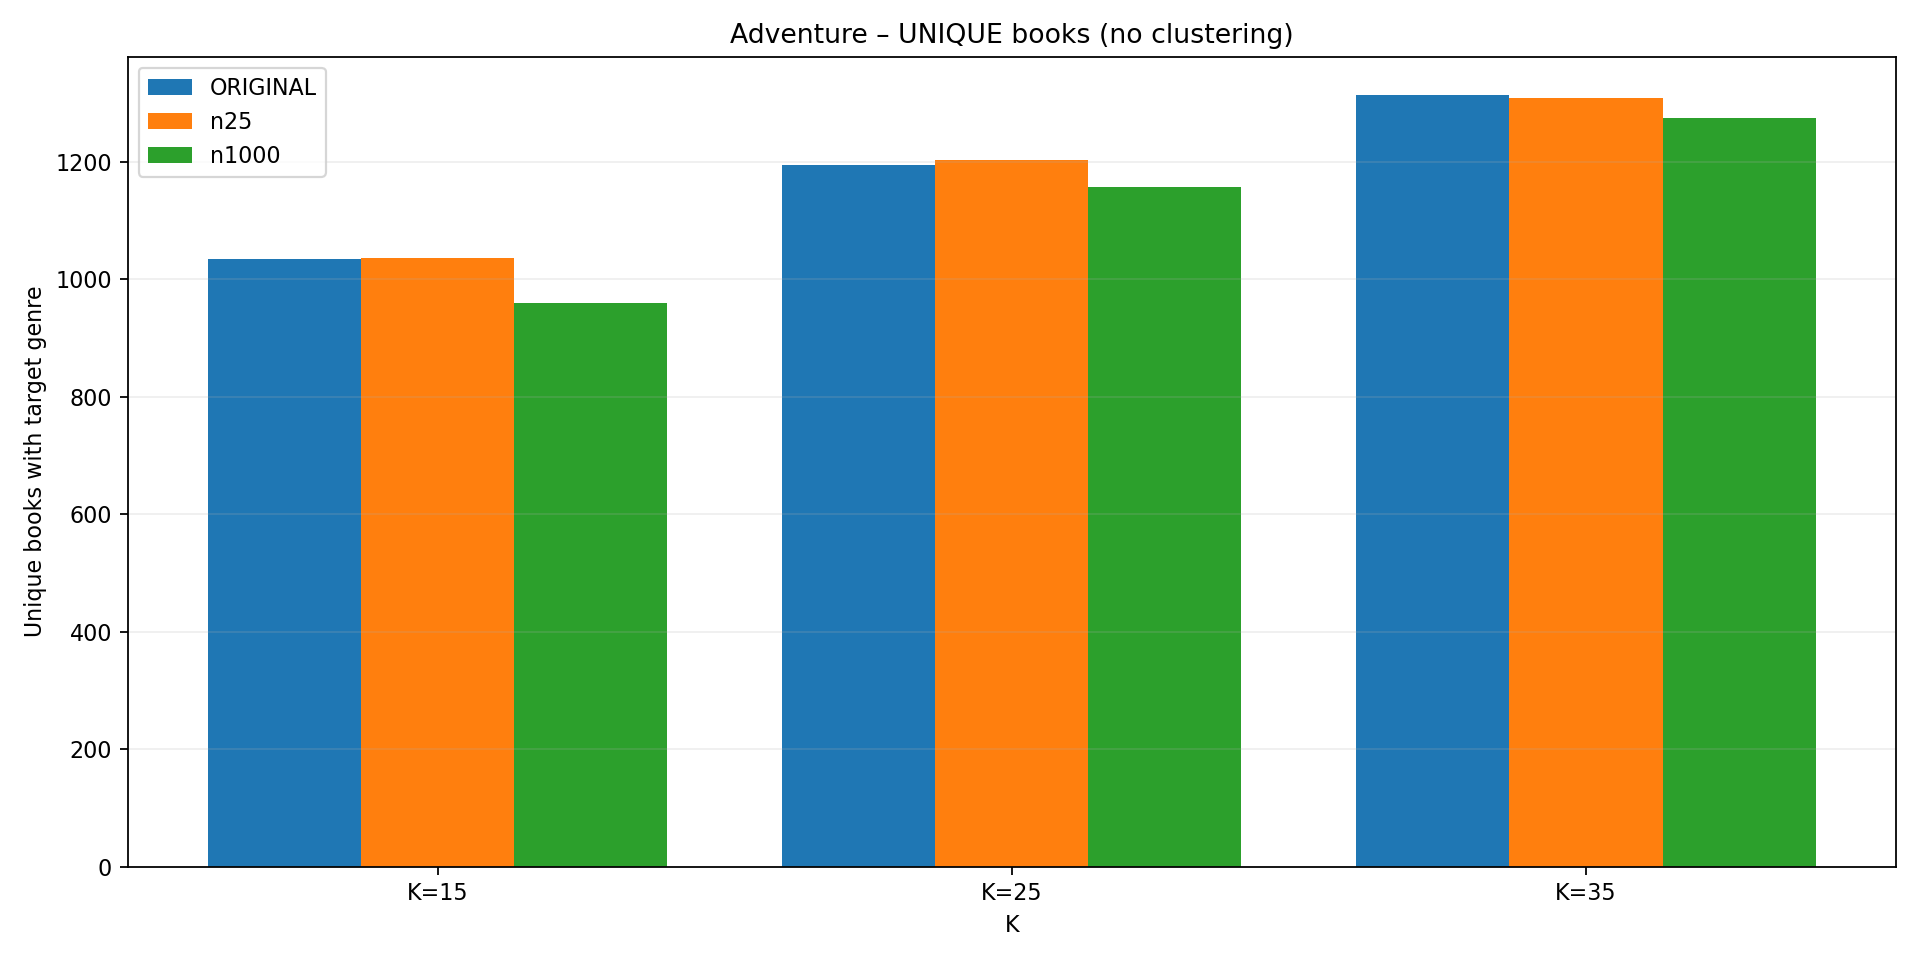 Adventure – UNIQUE books (no clustering)
ORIGINAL
n25
n1000
Unique books with target genre
1200
1000
800
600
400
200
0
K=15
K=25
K=35
K